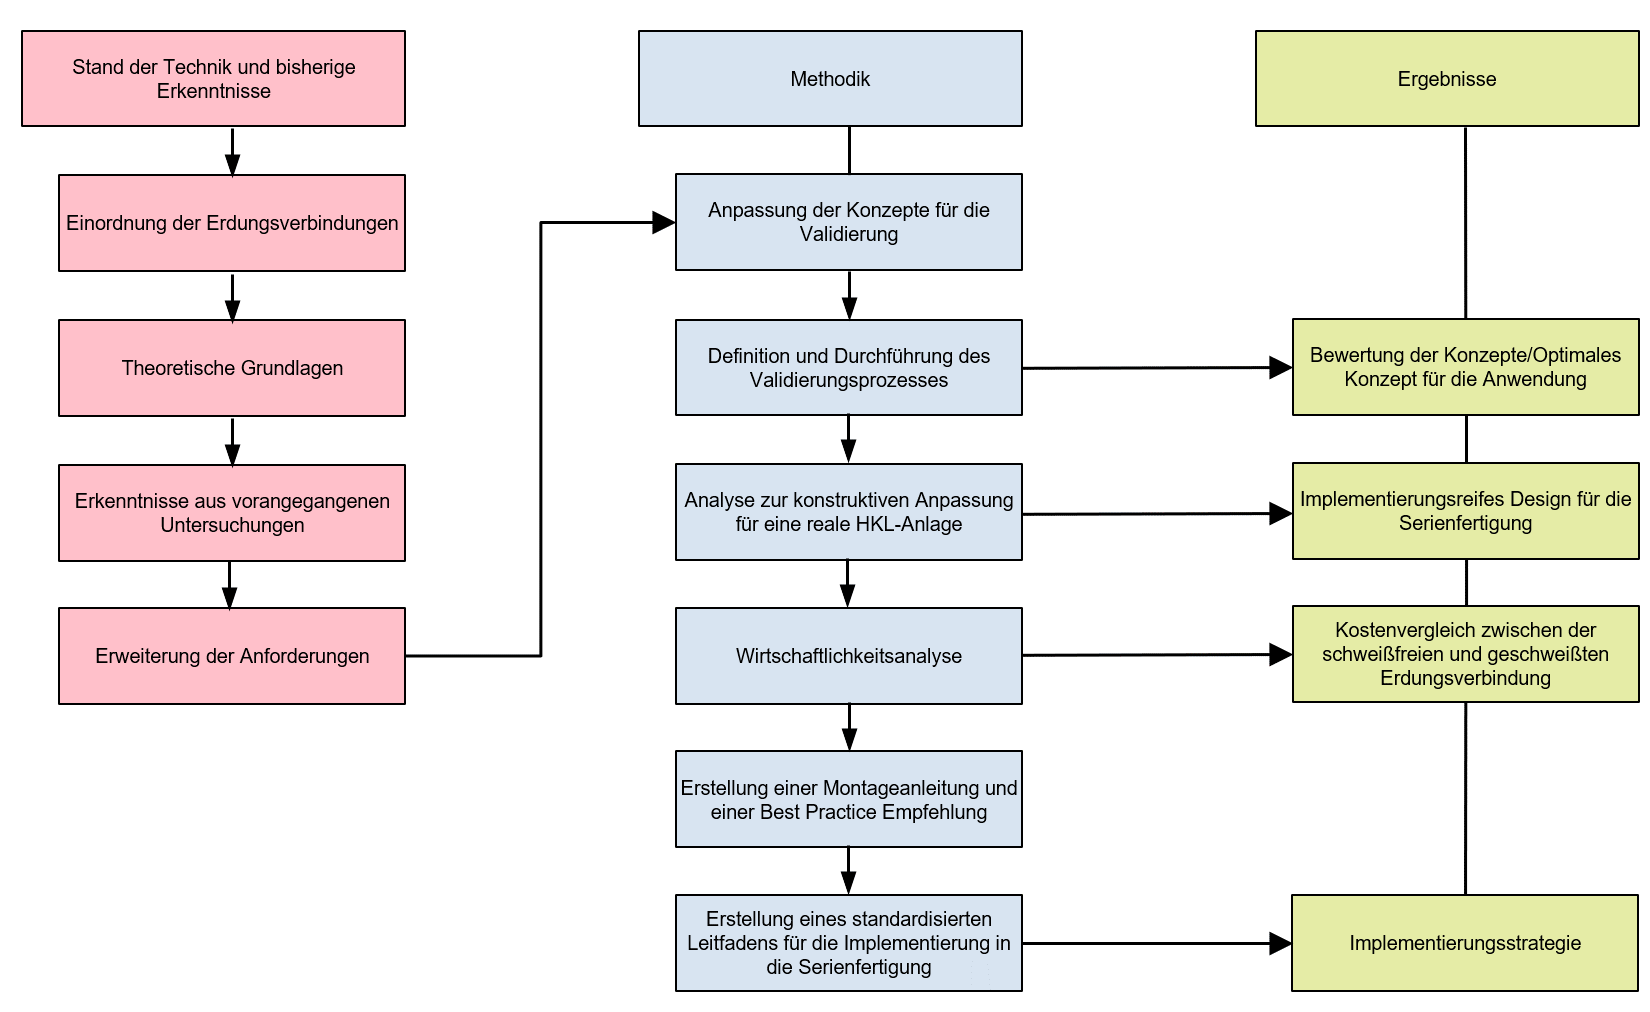 Stand der Technik und bisherige
Erkenntnisse
Einordnung der Erdungsverbindungen
Theoretische Grundlagen
Erkenntnisse aus vorangegangenen
Untersuchungen
Erweiterung der Anforderungen
Methodik
Anpassung der Konzepte für die
Validierung
Definition und Durchführung des
Validierungsprozesses
Analyse zur konstruktiven Anpassung
für eine reale HKL-Anlage
Wirtschaftlichkeitsanalyse
Erstellung einer Montageanleitung und
einer Best Practice Empfehlung
Erstellung eines standardisierten
Leitfadens für die Implementierung in
die Serienfertigung
Ergebnisse
Bewertung der Konzepte/Optimales
Konzept für die Anwendung
Implementierungsreifes Design für die
Serienfertigung
Kostenvergleich zwischen der
schweißfreien und geschweißten
Erdungsverbindung
Implementierungsstrategie